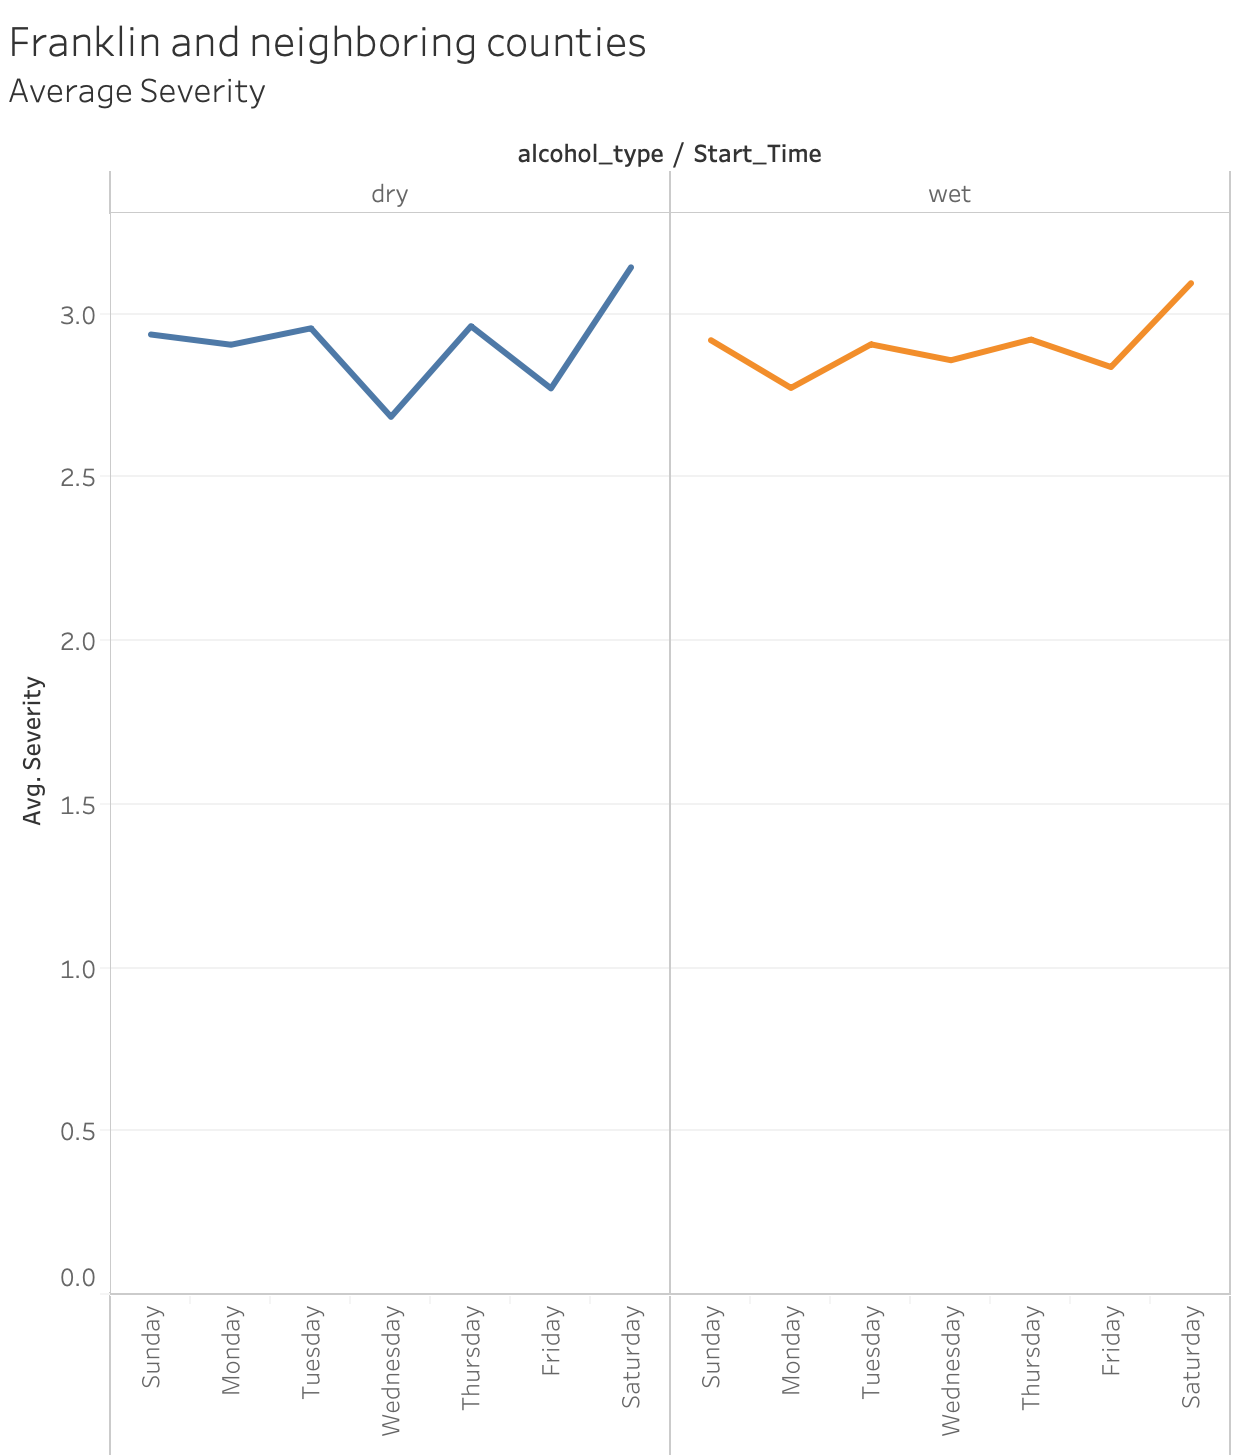 Franklin and neighboring counties
Average Severity
alcohol_type / Start_Time
dry
wet
3.0
2.5
2.0
1.5
1.0
0.5
0.0
Avg. Severity
Sunday
Monday
Tuesday
Wednesday
Thursday
Friday
Saturday
Sunday
Monday
Tuesday
Wednesday
Thursday
Friday
Saturday